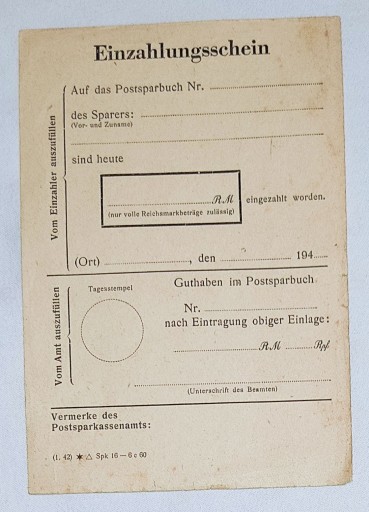 Einzahlungsschein
Vom Einzahler auszufüllen
Auf das Postsparbuch Nr.
des Sparers:
(Vor- und Zuname)
sind heute
RM eingezahlt worden.
(nur volle Reichsmarkbeträge zulässig)
(Ort) , den 194
Vom Amt auszufüllen
Tagesstempel
Guthaben im Postsparbuch
Nr.
nach Eintragung obiger Einlage:
RM Rpf.
(Unterschrift des Beamten)
Vermerke des
Postsparkassenamts:
(1. 42) ✶ △ Spk 16 — 6 c 60